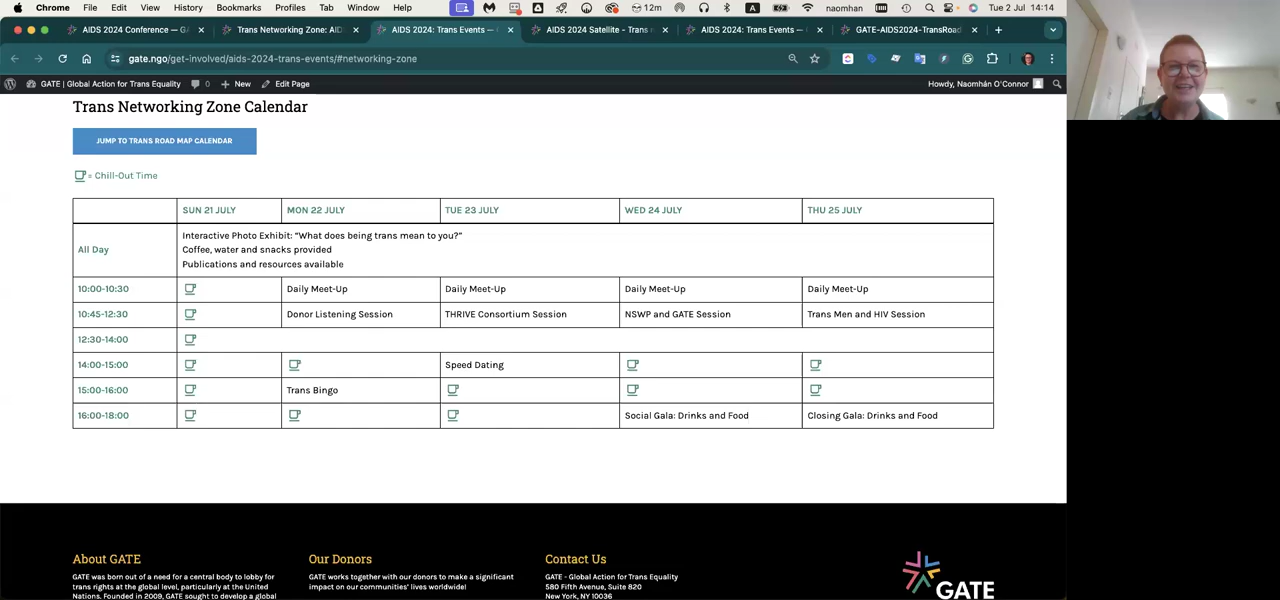 Chrome File Edit View History Bookmarks Profiles Tab Window Help 12m A naomhan Tue 2 Jul 14:14
AIDS 2024 Conference — GA Trans Networking Zone: AID AIDS 2024: Trans Events — AIDS 2024 Satellite - Trans AIDS 2024: Trans Events — GATE-AIDS2024-TransRoad
gate.ngo/get-involved/aids-2024-trans-events/#networking-zone
GATE | Global Action for Trans Equality 0 + New Edit Page Howdy, Naomhán O'Connor
Trans Networking Zone Calendar
JUMP TO TRANS ROAD MAP CALENDAR
= Chill-Out Time
SUN 21 JULY MON 22 JULY TUE 23 JULY WED 24 JULY THU 25 JULY
All Day
Interactive Photo Exhibit: “What does being trans mean to you?”
Coffee, water and snacks provided
Publications and resources available
10:00-10:30 Daily Meet-Up Daily Meet-Up Daily Meet-Up Daily Meet-Up
10:45-12:30 Donor Listening Session THRIVE Consortium Session NSWP and GATE Session Trans Men and HIV Session
12:30-14:00
14:00-15:00 Speed Dating
15:00-16:00 Trans Bingo
16:00-18:00 Social Gala: Drinks and Food Closing Gala: Drinks and Food
About GATE
GATE was born out of a need for a central body to lobby for
trans rights at the global level, particularly at the United
Nations. Founded in 2009, GATE sought to develop a global
Our Donors
GATE works together with our donors to make a significant
impact on our communities' lives worldwide!
Contact Us
GATE - Global Action for Trans Equality
580 Fifth Avenue, Suite 820
New York, NY 10036
GATE